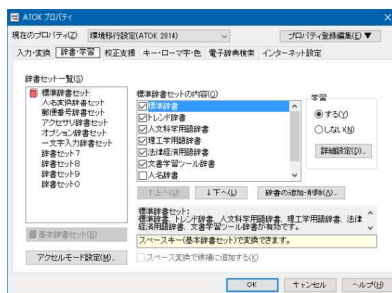 ATOK プロパティ
現在のプロパティ(Z) 環境移行設定(ATOK 2014) プロパティ登録編集(E) ▼
入力・変換 辞書・学習 校正支援 キー・ローマ字・色 電子辞典検索 インターネット設定
辞書セット一覧(S)
標準辞書セット
人名変換辞書セット
郵便番号辞書セット
アクセサリ辞書セット
オプション辞書セット
一文字入力辞書セット
辞書セット7
辞書セット8
辞書セット9
辞書セット0
基本辞書セット(B)
アクセルモード設定(M)...
標準辞書セットの内容(C)
標準辞書
トレンド辞書
人文科学用語辞書
理工学用語辞書
法律経済用語辞書
文書学習ツール辞書
人名辞書
↑上へ(U) ↓下へ(L) 辞書の追加・削除(A)...
学習
する(Y)
しない(N)
詳細設定(D)...
標準辞書セット:
標準辞書、トレンド辞書、人文科学用語辞書、理工学用語辞書、法律
経済用語辞書、文書学習ツール辞書が有効です。
スペースキー(基本辞書セット)で変換できます。
スペース変換で候補に追加する(K)
OK キャンセル ヘルプ(H)